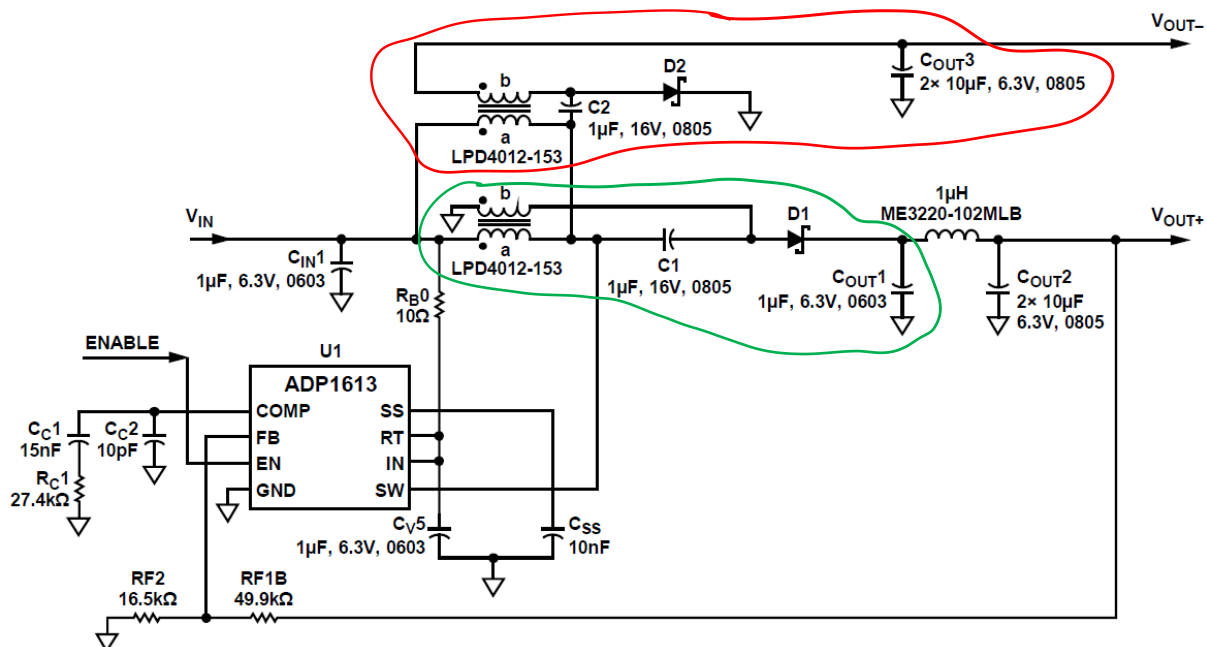 VOUT–
COUT3
2× 10µF, 6.3V, 0805
b
D2
C2
1µF, 16V, 0805
a
LPD4012-153
b
1µH
ME3220-102MLB
VIN
D1
VOUT+
a
LPD4012-153
CIN1
1µF, 6.3V, 0603
C1
1µF, 16V, 0805
COUT1
1µF, 6.3V, 0603
COUT2
2× 10µF
6.3V, 0805
RB0
10Ω
ENABLE
U1
ADP1613
COMP
SS
FB
RT
EN
IN
GND
SW
CC1
15nF
CC2
10pF
RC1
27.4kΩ
CV5
1µF, 6.3V, 0603
CSS
10nF
RF2
16.5kΩ
RF1B
49.9kΩ